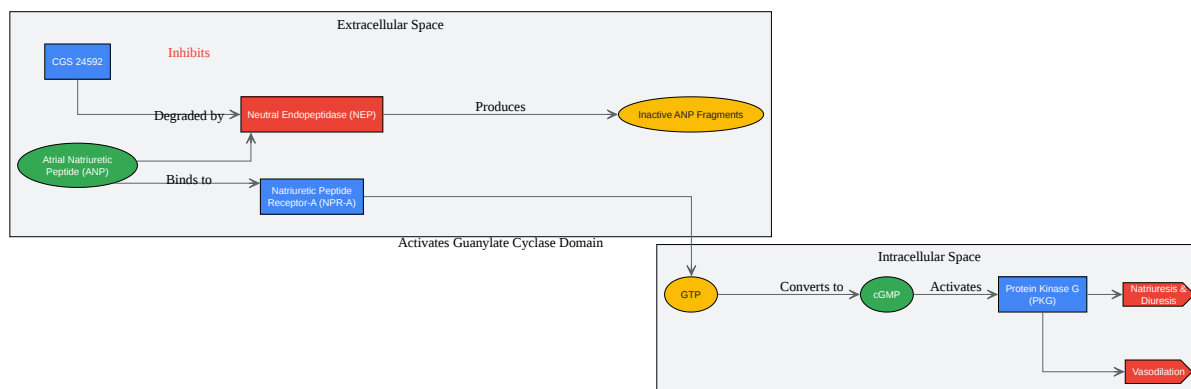 Extracellular Space
CGS 24592
Inhibits
Degraded by
Neutral Endopeptidase (NEP)
Produces
Inactive ANP Fragments
Atrial Natriuretic
Peptide (ANP)
Binds to
Natriuretic Peptide
Receptor-A (NPR-A)
Activates Guanylate Cyclase Domain
Intracellular Space
GTP
Converts to
cGMP
Activates
Protein Kinase G
(PKG)
Natriuresis &
Diuresis
Vasodilation